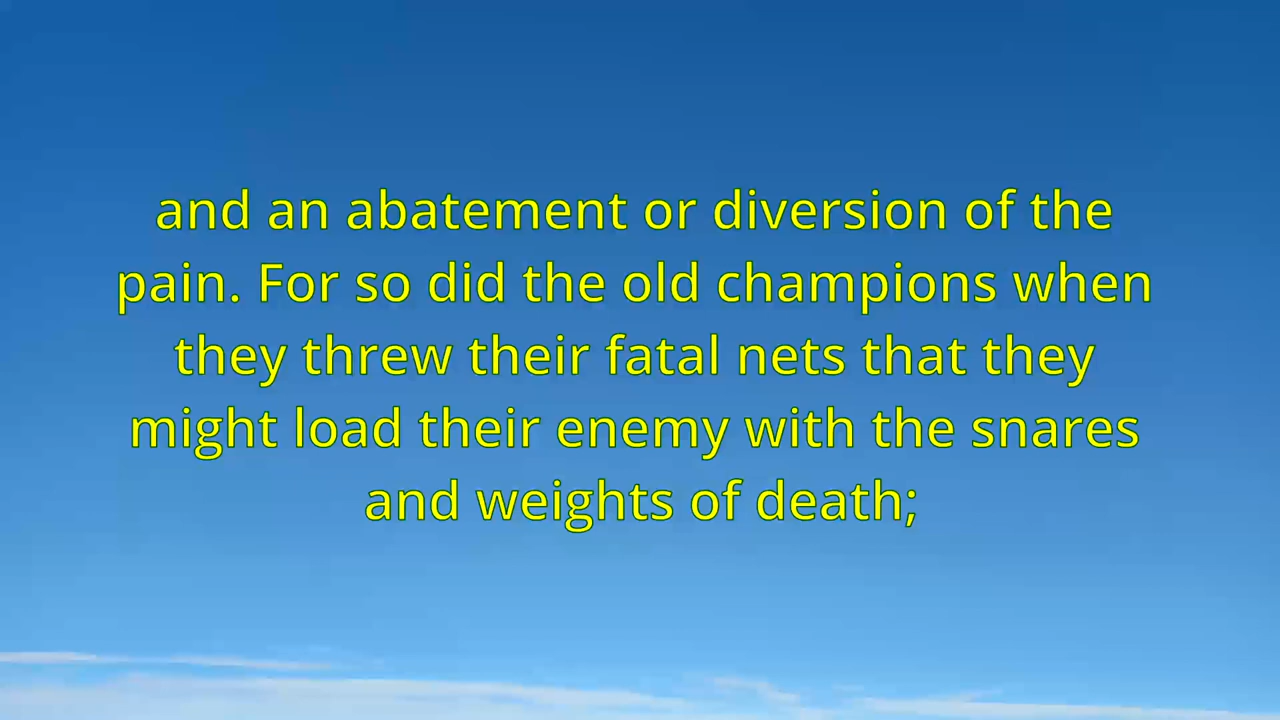 and an abatement or diversion of the
pain. For so did the old champions when
they threw their fatal nets that they
might load their enemy with the snares
and weights of death;